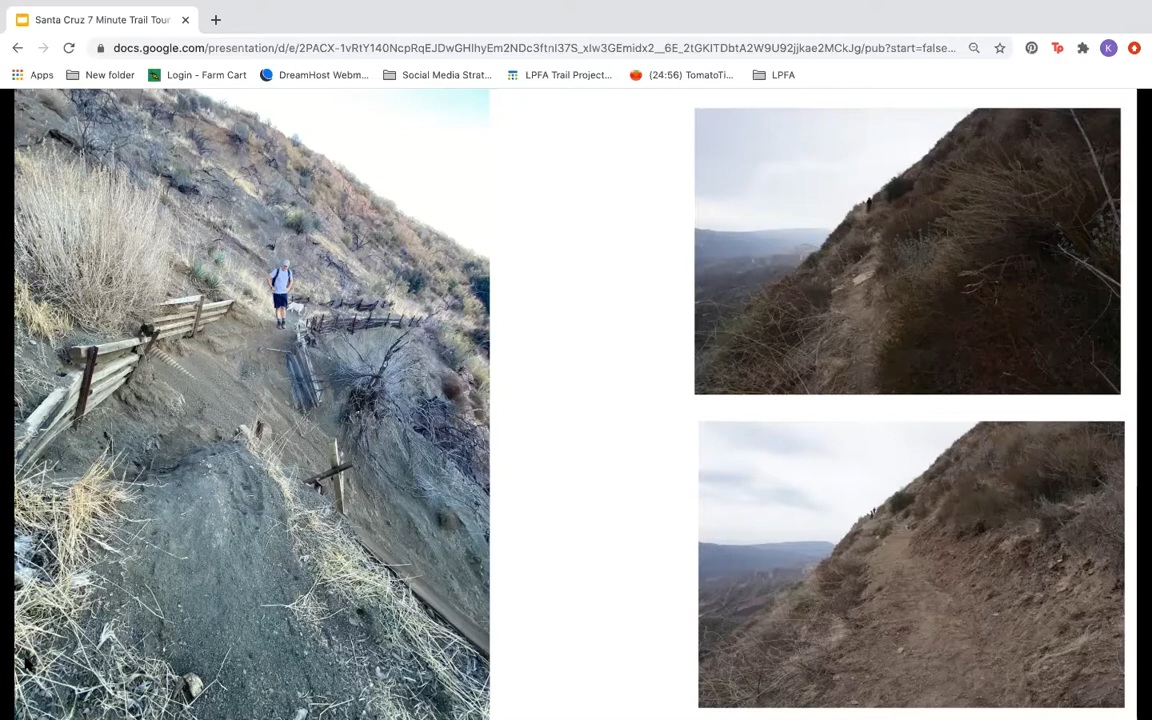 Santa Cruz 7 Minute Trail Tour
docs.google.com/presentation/d/e/2PACX-1vRtY140NcpRqEJDwGHlhyEm2NDc3ftnI37S_xIw3GEmidx2__6E_2tGKITDbtA2W9U92jjkae2MCkJg/pub?start=false...
K
Apps New folder Login - Farm Cart DreamHost Webm... Social Media Strat... LPFA Trail Project... (24:56) TomatoTi... LPFA